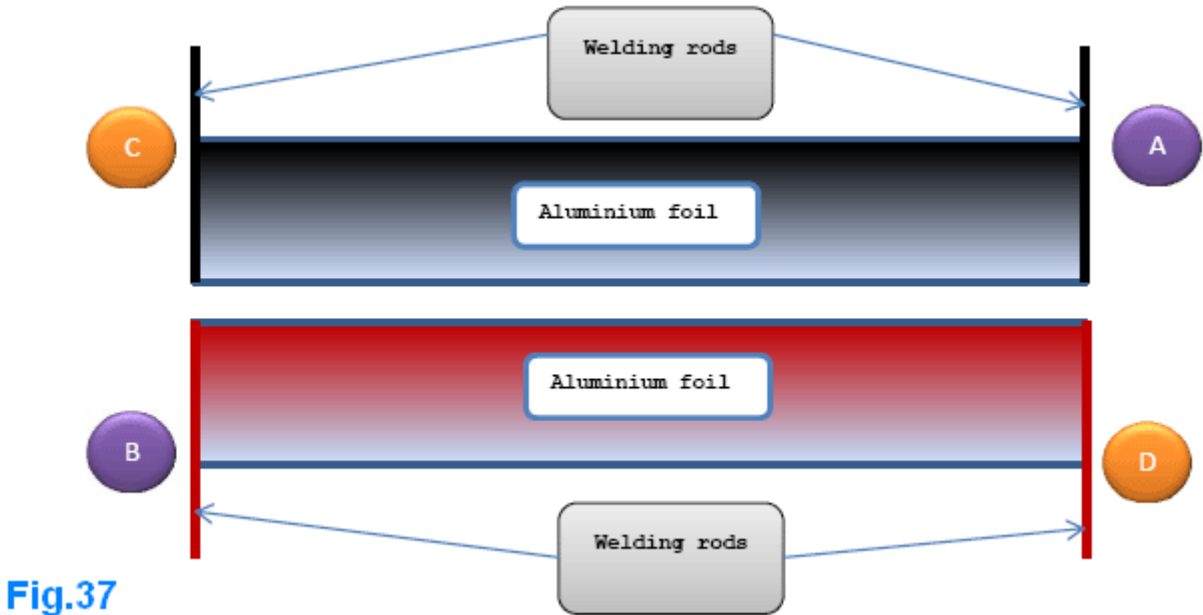 Welding rods
C
A
Aluminium foil
Aluminium foil
B
D
Welding rods
Fig.37